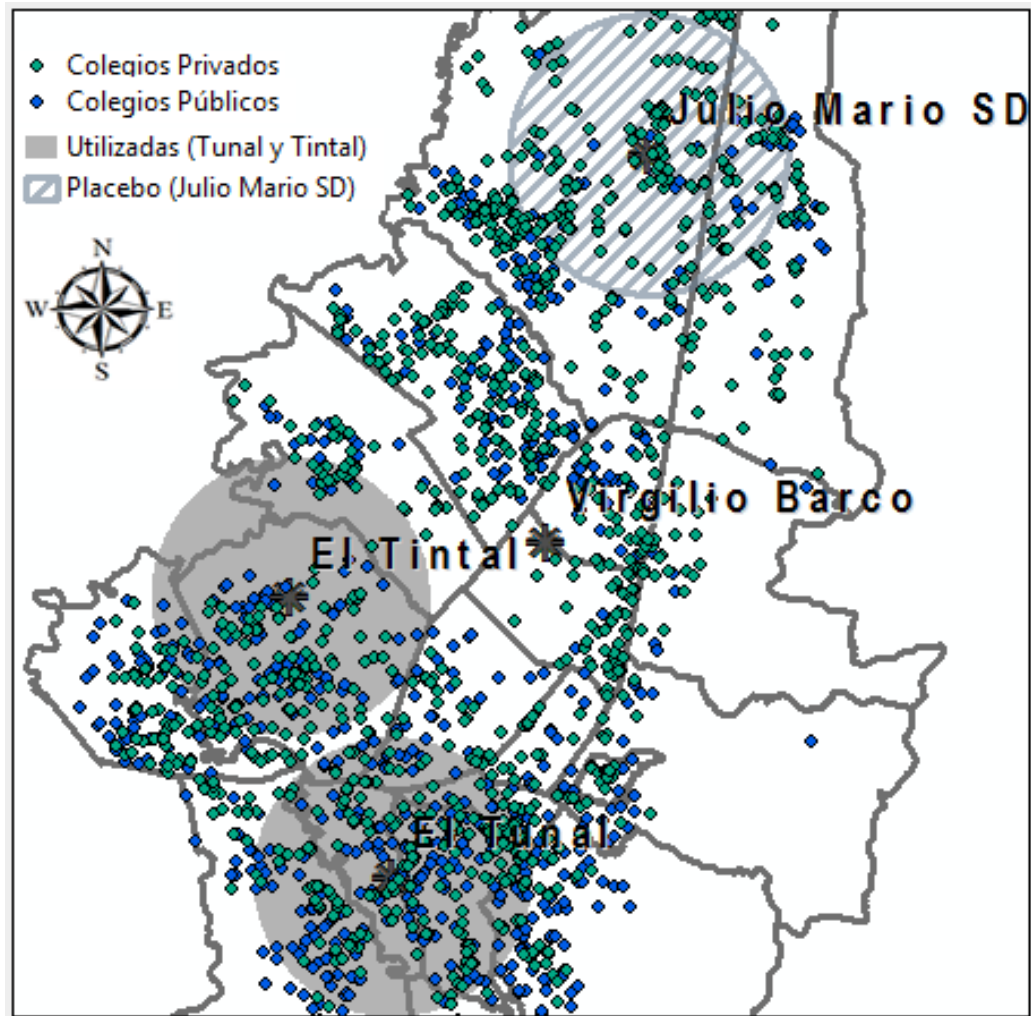 Colegios Privados
Colegios Públicos
Utilizadas (Tunal y Tintal)
Placebo (Julio Mario SD)
Julio Mario SD
N
W E
S
Virgilio Barco
El Tintal
El Tunal